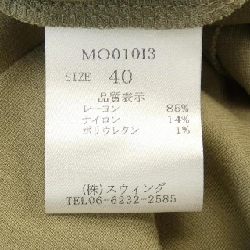 MO01013
SIZE 40
品質表示
レーヨン 85%
ナイロン 14%
ポリウレタン 1%
(株)スウィング
TEL06-6232-2585